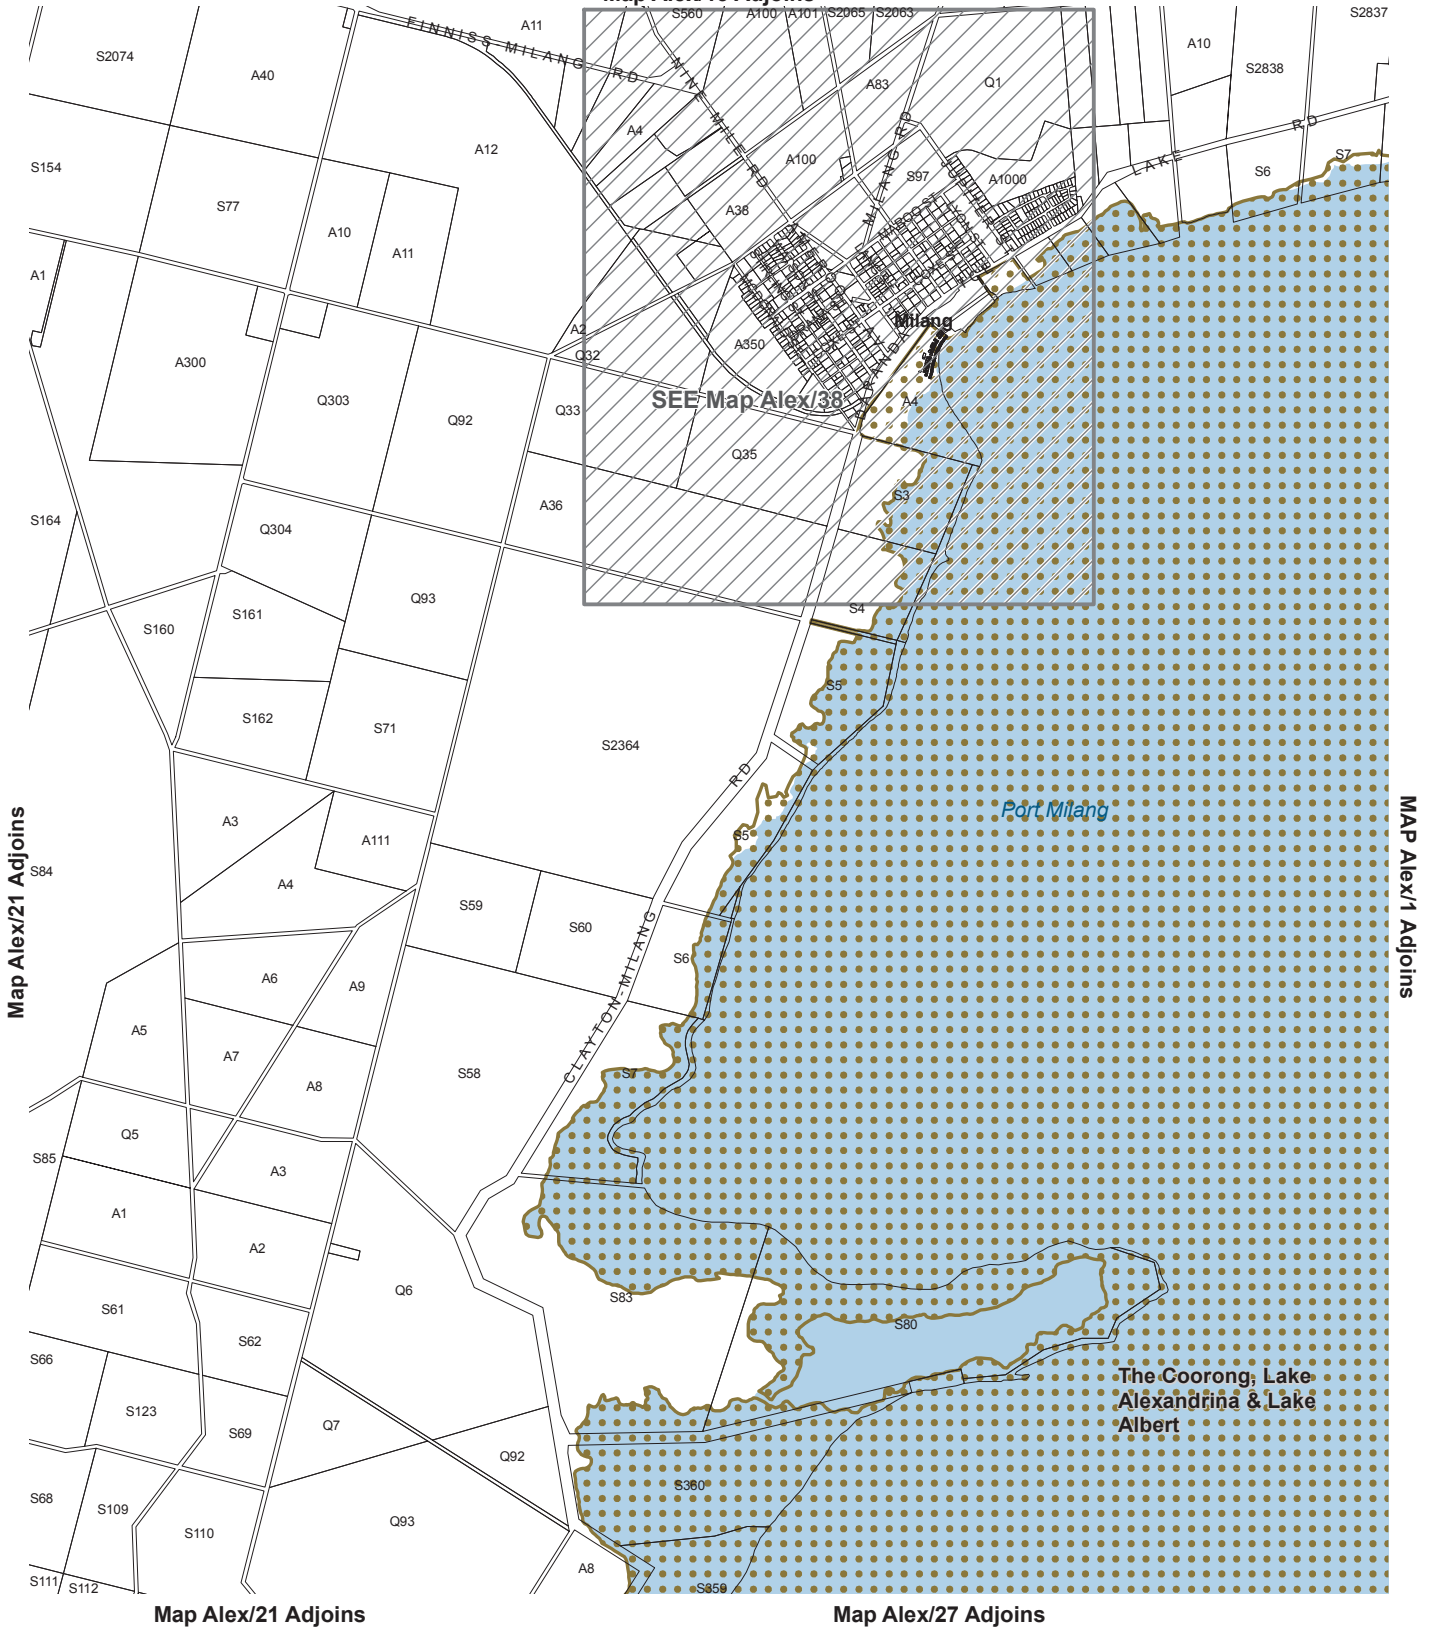 S560
A100
A101
S2065
S2063
S2837
A11
S2074
A40
FINNISS-MILANG RD
NINE MILE RD
A83
Q1
A10
S2838
S154
A12
A4
A100
MILANG RD
S97
A1000
LAKE RD
S6
S7
S77
A10
A11
A38
A1
A300
A2
Q32
A350
Milang
Q303
Q92
Q33
SEE Map Alex/38
A4
S164
Q304
A36
Q35
S3
S160
S161
Q93
S4
S162
S71
S2364
S5
RD
Port Milang
A3
A111
S5
S84
A4
S59
S60
CLAYTON-MILANG
S6
A6
A9
A5
A7
A8
S58
S7
Q5
S85
A3
A1
A2
Q6
S83
S61
S62
S80
S66
S123
S69
Q7
Q92
The Coorong, Lake
Alexandrina & Lake
Albert
S68
S109
S110
Q93
S360
A8
S111
S112
S359
Map Alex/21 Adjoins
MAP Alex/1 Adjoins
Map Alex/21 Adjoins
Map Alex/27 Adjoins